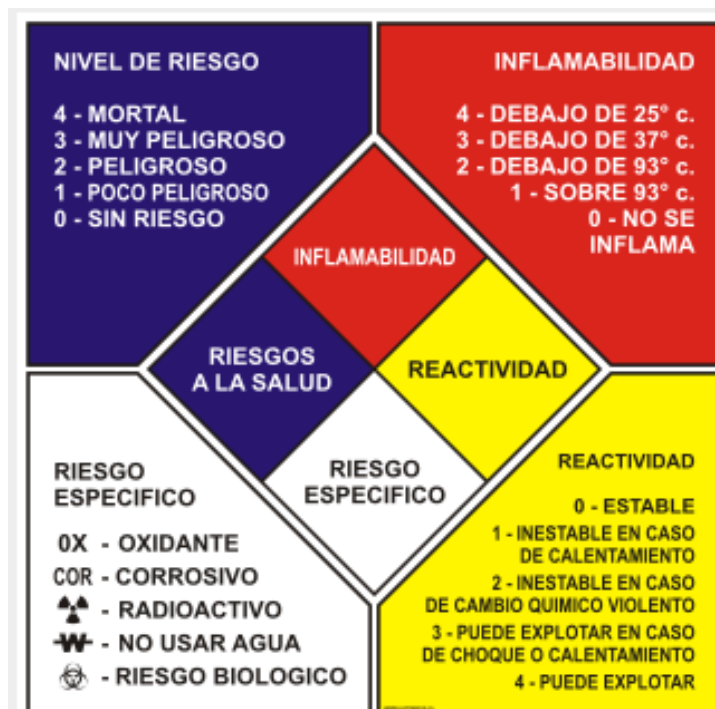 NIVEL DE RIESGO
4 - MORTAL
3 - MUY PELIGROSO
2 - PELIGROSO
1 - POCO PELIGROSO
0 - SIN RIESGO
INFLAMABILIDAD
4 - DEBAJO DE 25° c.
3 - DEBAJO DE 37° c.
2 - DEBAJO DE 93° c.
1 - SOBRE 93° c.
0 - NO SE
INFLAMA
INFLAMABILIDAD
RIESGOS
A LA SALUD
REACTIVIDAD
RIESGO
ESPECIFICO
RIESGO
ESPECIFICO
0X - OXIDANTE
COR - CORROSIVO
- RADIOACTIVO
W - NO USAR AGUA
- RIESGO BIOLOGICO
REACTIVIDAD
0 - ESTABLE
1 - INESTABLE EN CASO
DE CALENTAMIENTO
2 - INESTABLE EN CASO
DE CAMBIO QUIMICO VIOLENTO
3 - PUEDE EXPLOTAR EN CASO
DE CHOQUE O CALENTAMIENTO
4 - PUEDE EXPLOTAR